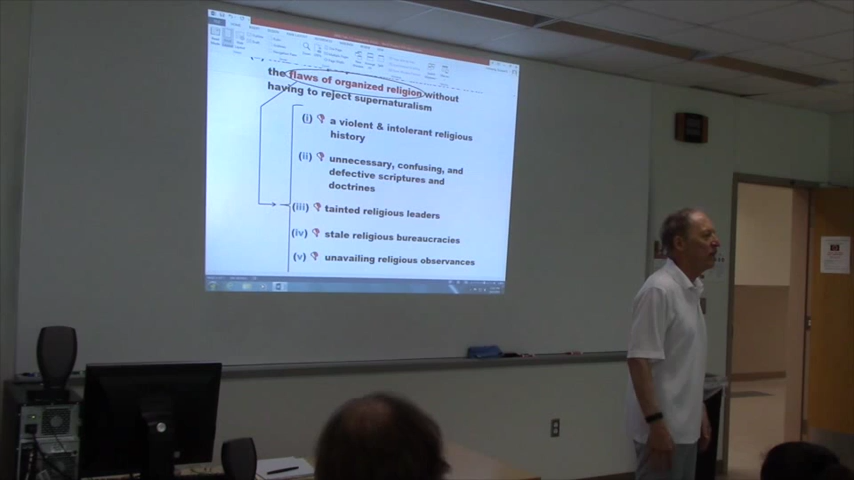 the flaws of organized religion without
having to reject supernaturalism
(i) a violent & intolerant religious
history
(ii) unnecessary, confusing, and
defective scriptures and
doctrines
(iii) tainted religious leaders
(iv) stale religious bureaucracies
(v) unavailing religious observances